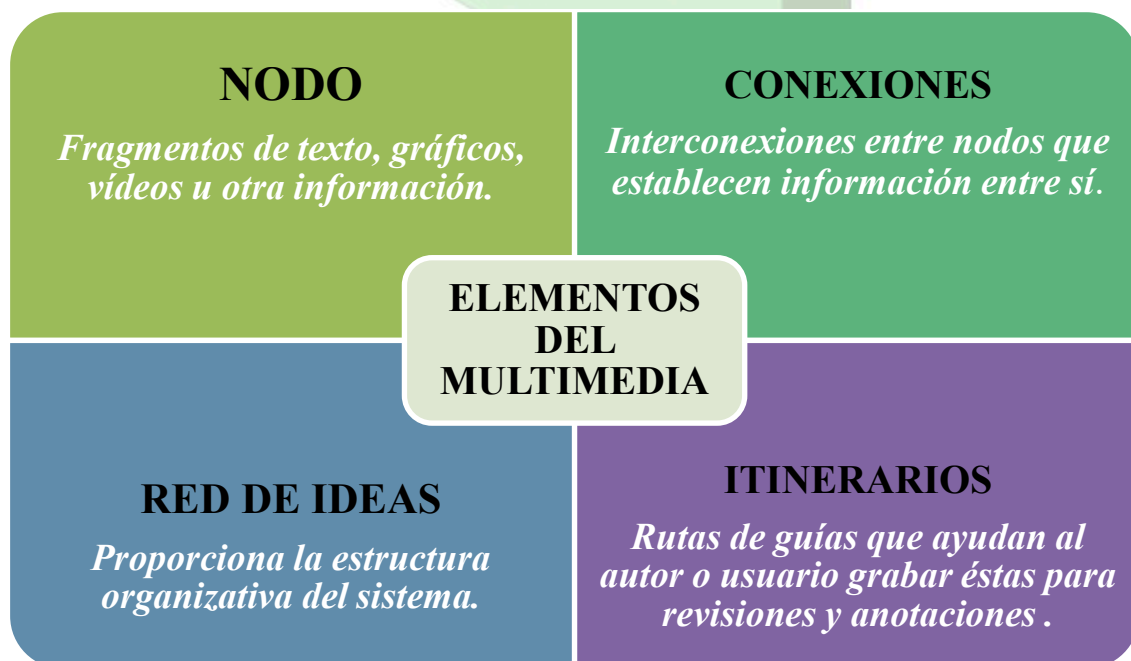 NODO
Fragmentos de texto, gráficos,
vídeos u otra información.
CONEXIONES
Interconexiones entre nodos que
establecen información entre sí.
ELEMENTOS
DEL
MULTIMEDIA
RED DE IDEAS
Proporciona la estructura
organizativa del sistema.
ITINERARIOS
Rutas de guías que ayudan al
autor o usuario grabar éstas para
revisiones y anotaciones .